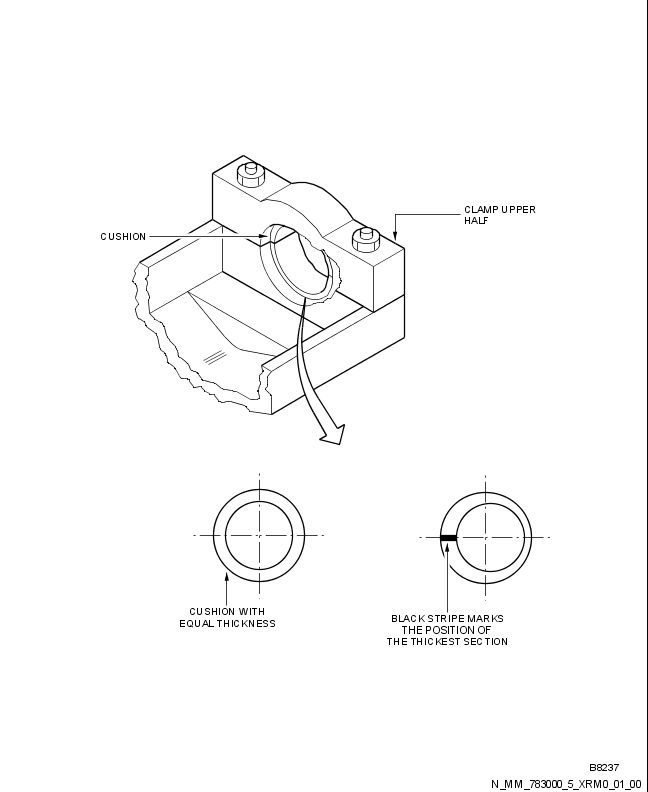 CLAMP UPPER
HALF
CUSHION
CUSHION WITH
EQUAL THICKNESS
BLACK STRIPE MARKS
THE POSITION OF
THE THICKEST SECTION
B8237
N_MM_783000_5_XRM0_01_00